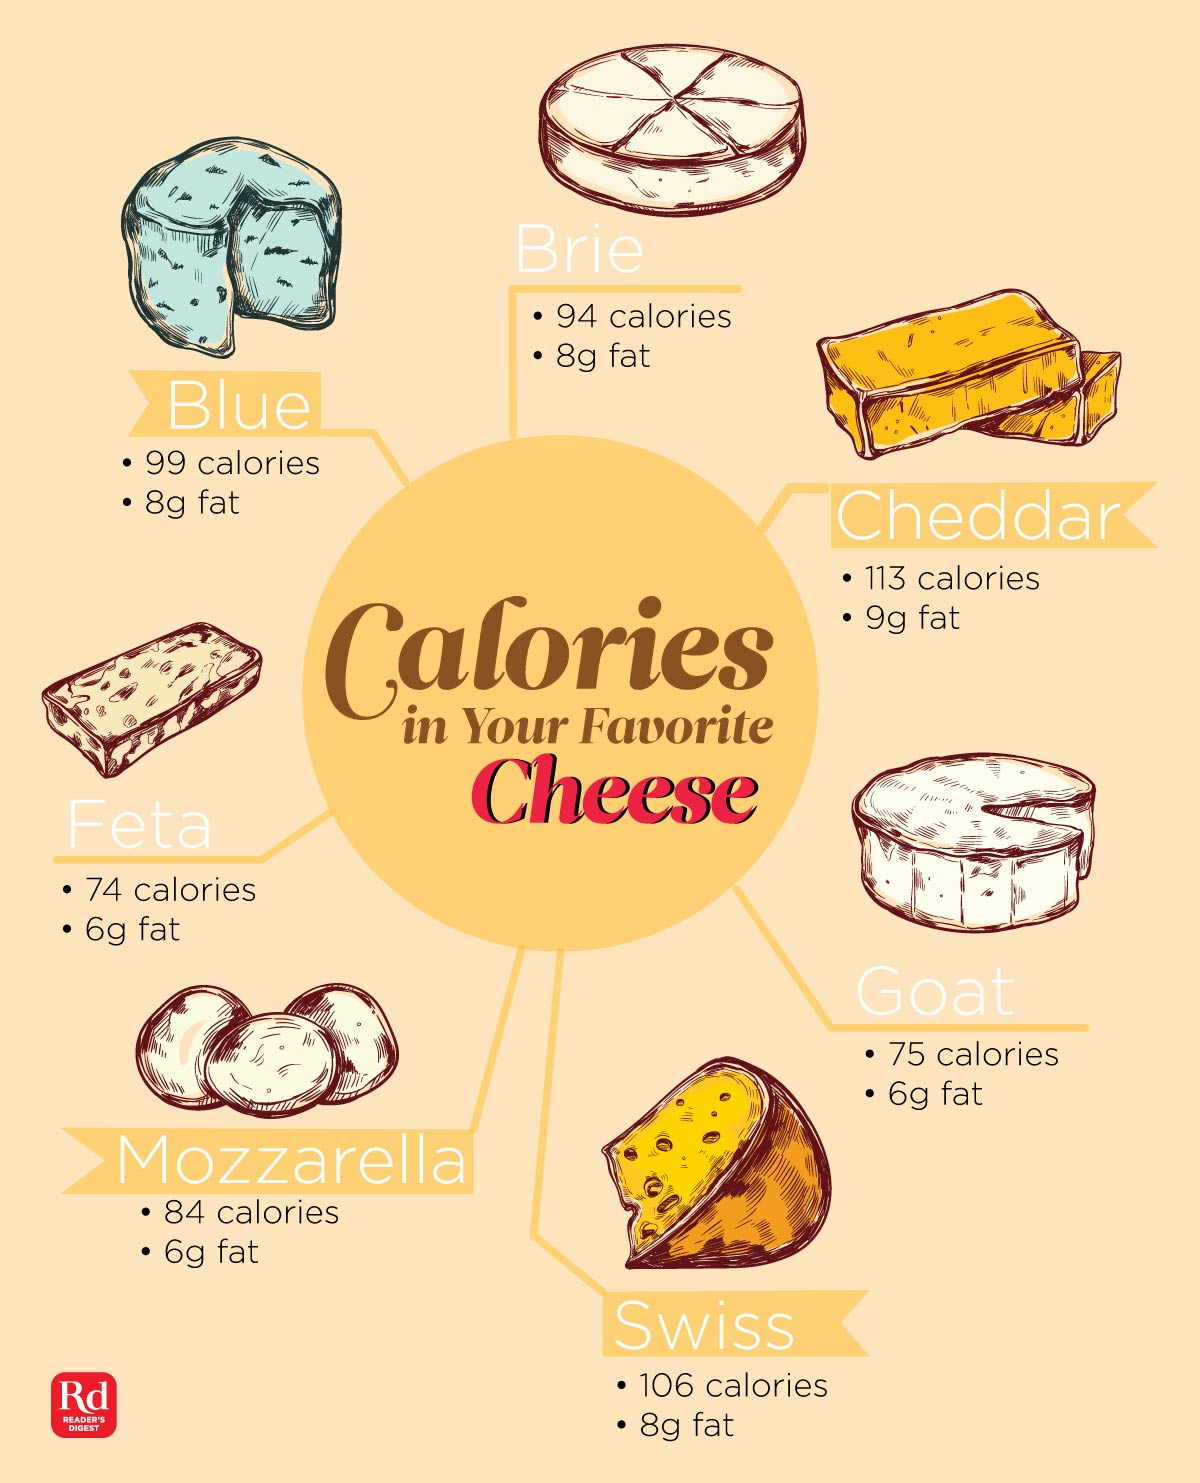 Brie
• 94 calories
• 8g fat
Blue
• 99 calories
• 8g fat
Cheddar
• 113 calories
• 9g fat
Calories
in Your Favorite
Cheese
Feta
• 74 calories
• 6g fat
Goat
• 75 calories
• 6g fat
Mozzarella
• 84 calories
• 6g fat
Swiss
• 106 calories
• 8g fat
Rd
READER'S
DIGEST